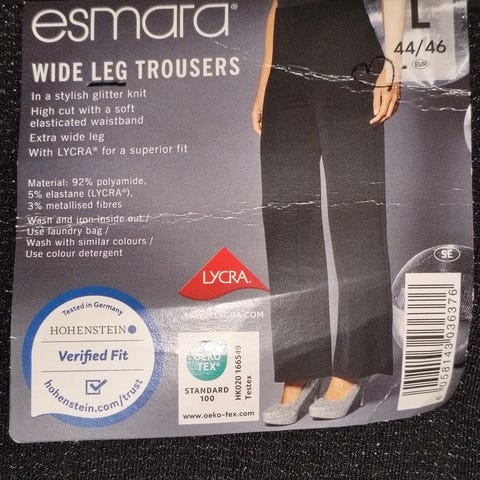 esmara®
L
44/46
EUR
WIDE LEG TROUSERS
In a stylish glitter knit
High cut with a soft
elasticated waistband
Extra wide leg
With LYCRA® for a superior fit
Material: 92% polyamide,
5% elastane (LYCRA®),
3% metallised fibres
Wash and iron inside out /
Use laundry bag /
Wash with similar colours /
Use colour detergent
SE
LYCRA.
WWW.LYCRA.COM
Tested in Germany
HOHENSTEIN
Verified Fit
hohenstein.com/trust
OEKO
TEX®
STANDARD
100
HK020 166549
Testex
www.oeko-tex.com
4 058143 036376